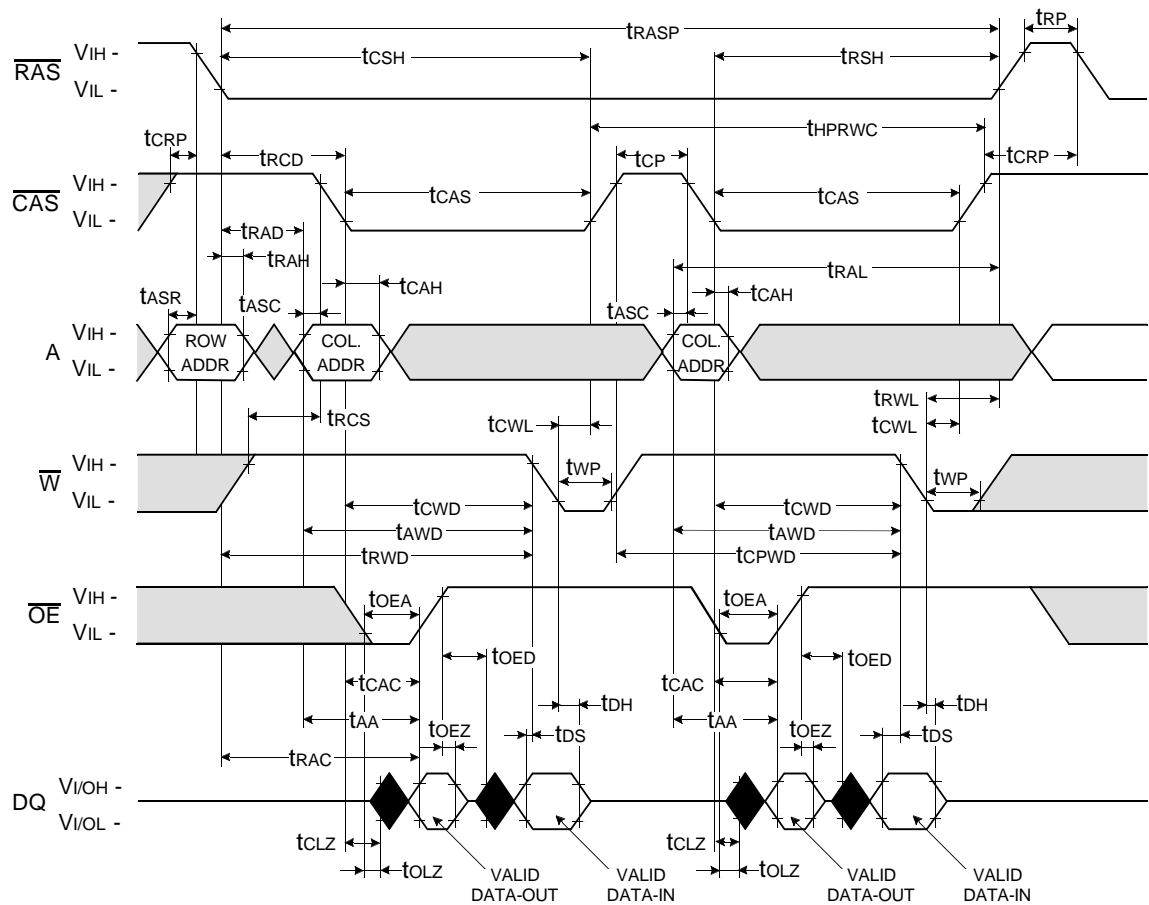 tRP
tRASP
VIH -
tCSH
tRSH
RAS
VIL -
tHPRWC
tCRP
tRCD
tCP
tCRP
VIH -
CAS
tCAS
tCAS
VIL -
tRAD
tRAH
tRAL
tCAH
tCAH
tASR
tASC
tASC
VIH -
A
ROW
ADDR
COL.
ADDR
COL.
ADDR
VIL -
tRWL
tRCS
tCWL
tCWL
VIH -
W
tWP
tWP
VIL -
tCWD
tCWD
tAWD
tAWD
tRWD
tCPWD
VIH -
OE
tOEA
tOEA
VIL -
tOED
tOED
tCAC
tCAC
tDH
tDH
tAA
tAA
tOEZ
tDS
tOEZ
tDS
tRAC
VI/OH -
DQ
VI/OL -
tCLZ
tCLZ
tOLZ
tOLZ
VALID
DATA-OUT
VALID
DATA-IN
VALID
DATA-OUT
VALID
DATA-IN